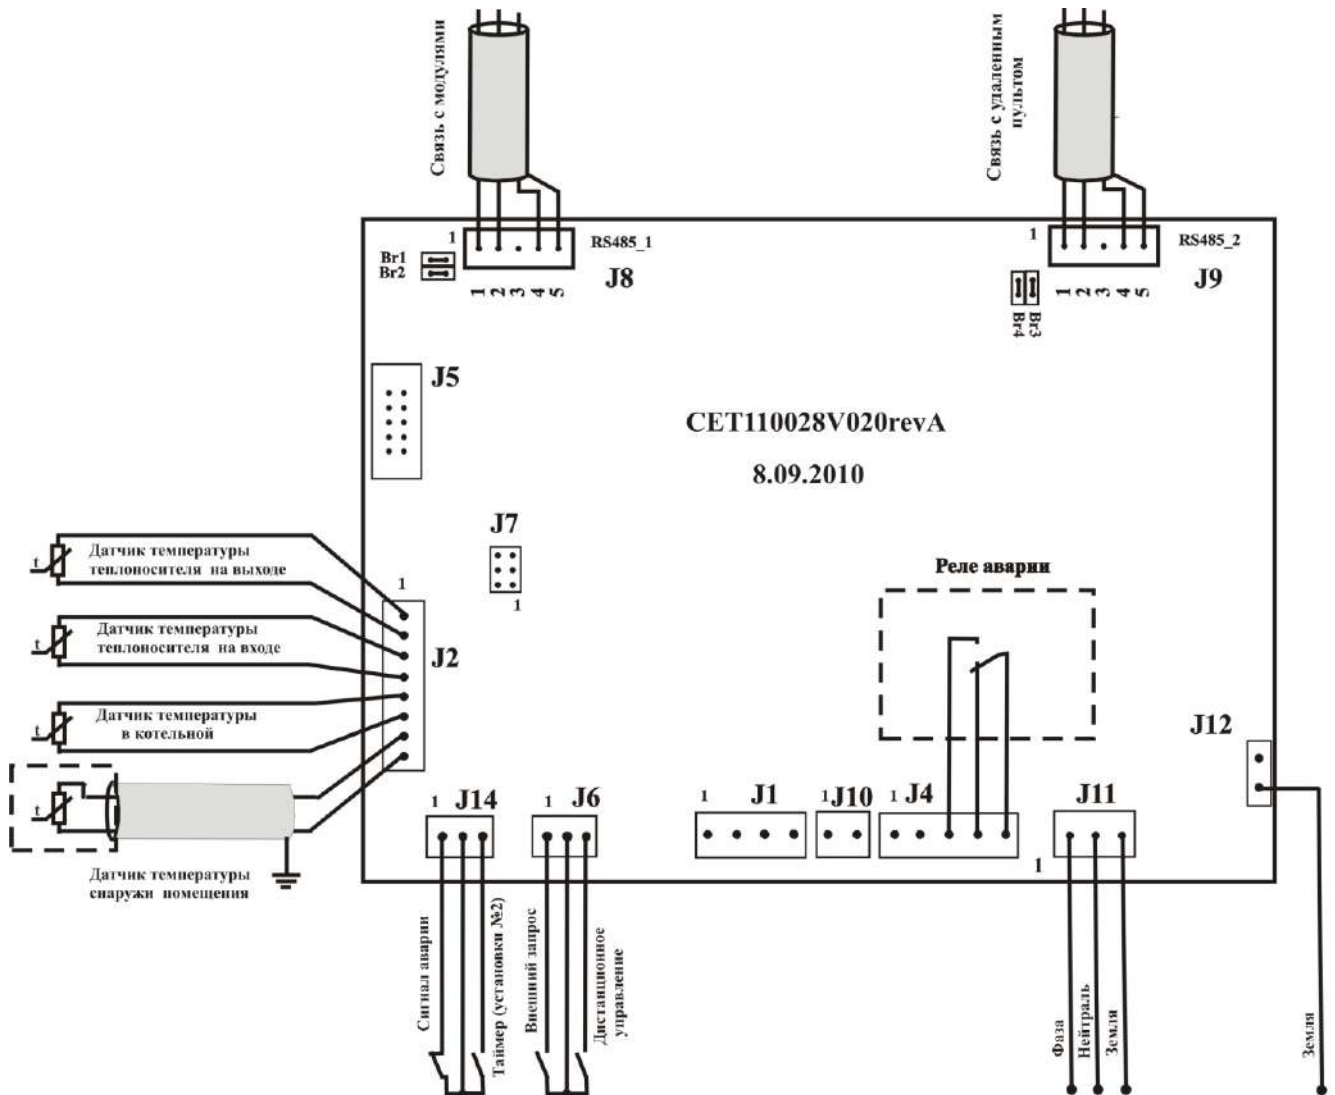 Связь с модулями
Связь с удаленным
пультом
1
RS485_1
J8
Br1
Br2
1 2 3 4 5
1
RS485_2
J9
Br4
Br3
1 2 3 4 5
J5
CET110028V020revA
8.09.2010
J7
1
Датчик температуры
теплоносителя на выходе
t
1
Датчик температуры
теплоносителя на входе
t
J2
Датчик температуры
в котельной
t
t
Датчик температуры
снаружи помещения
Реле аварии
J12
1 J14
1 J6
1 J1
1 J10
1 J4
J11
1
Сигнал аварии
Таймер (установки №2)
Внешний запрос
Дистанционное
управление
Фаза
Нейтраль
Земля
Земля